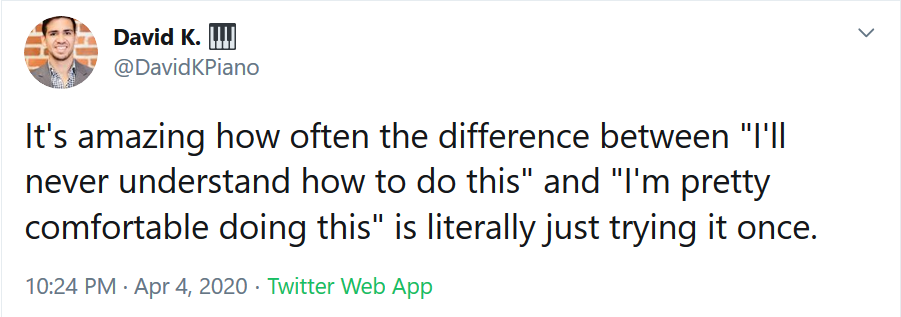 David K. 🎹
@DavidKPiano
It's amazing how often the difference between "I'll
never understand how to do this" and "I'm pretty
comfortable doing this" is literally just trying it once.
10:24 PM · Apr 4, 2020 · Twitter Web App